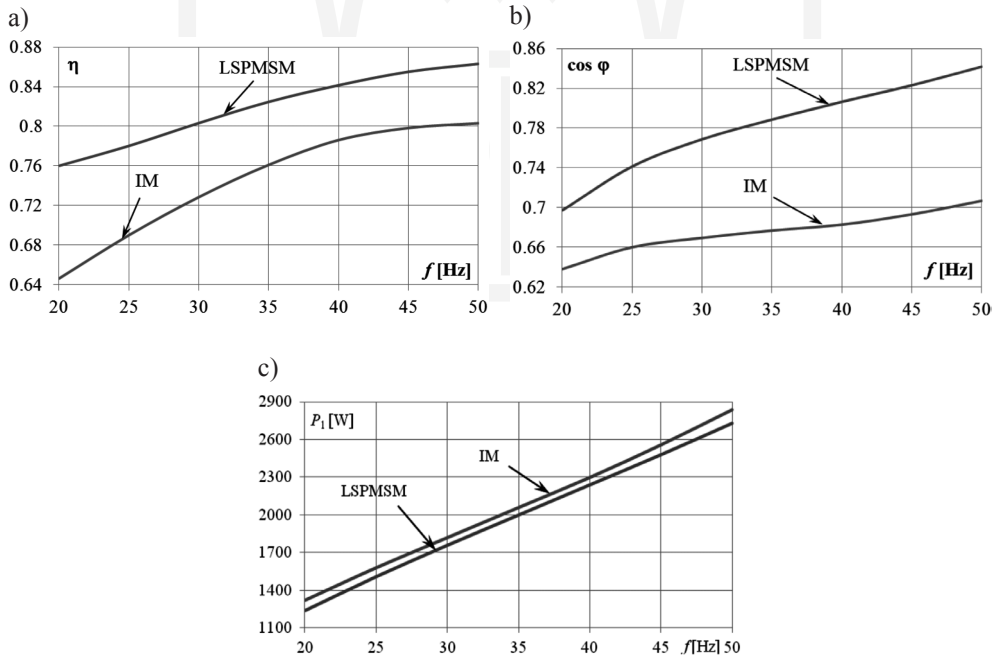 a)
η
LSPMSM
IM
f [Hz]
0.88
0.84
0.8
0.76
0.72
0.68
0.64
20 25 30 35 40 45 50
b)
cos φ
LSPMSM
IM
f [Hz]
0.86
0.82
0.78
0.74
0.7
0.66
0.62
20 25 30 35 40 45 50
c)
P1 [W]
IM
LSPMSM
2900
2600
2300
2000
1700
1400
1100
20 25 30 35 40 45 f[Hz] 50